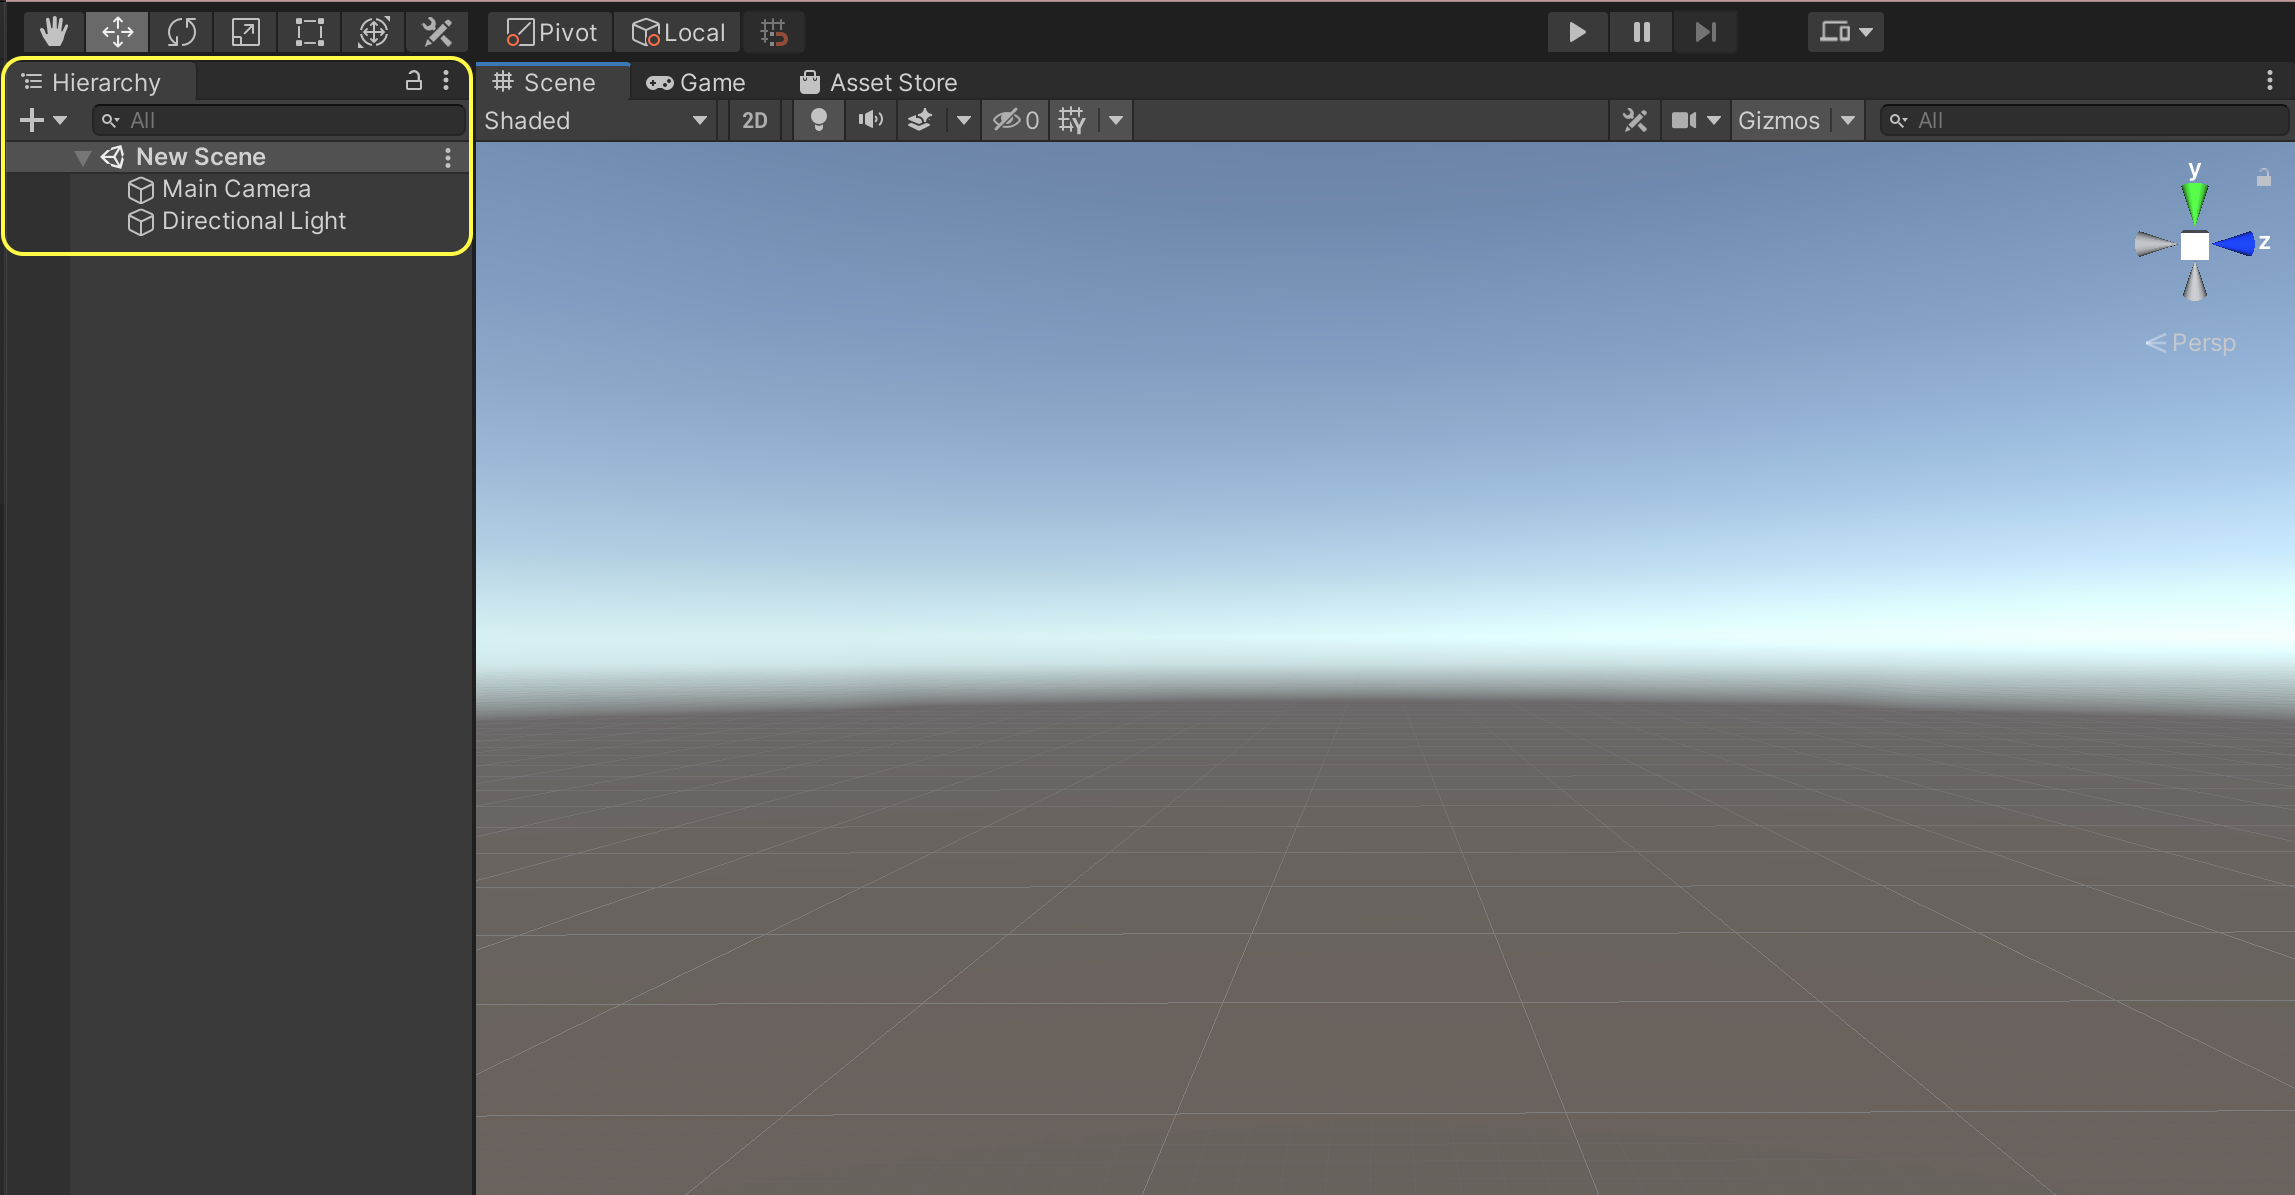 Pivot Local
Hierarchy
Scene Game Asset Store
All
Shaded 2D 0 Gizmos All
New Scene
Main Camera
Directional Light
y
z
Persp